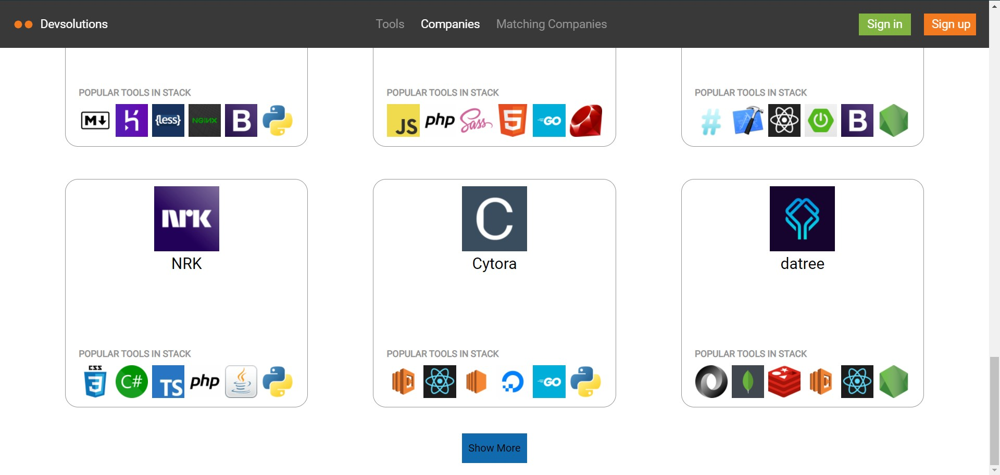 Devsolutions
Tools
Companies
Matching Companies
Sign in
Sign up
POPULAR TOOLS IN STACK
M
{less}
NGINX
B
POPULAR TOOLS IN STACK
JS
php
Sass
5
GO
POPULAR TOOLS IN STACK
#
B
NRK
NRK
POPULAR TOOLS IN STACK
CSS
3
C#
TS
php
C
Cytora
POPULAR TOOLS IN STACK
GO
datree
POPULAR TOOLS IN STACK
Show More